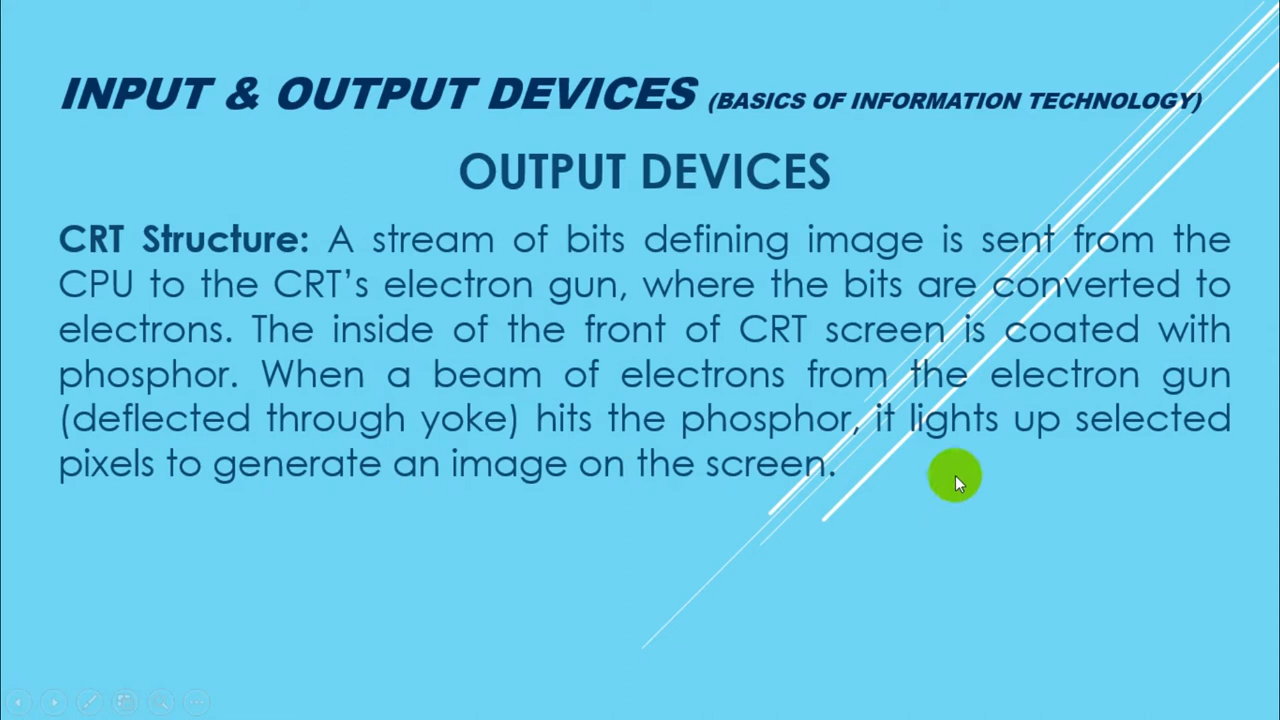 INPUT & OUTPUT DEVICES (BASICS OF INFORMATION TECHNOLOGY)
OUTPUT DEVICES
CRT Structure: A stream of bits defining image is sent from the
CPU to the CRT’s electron gun, where the bits are converted to
electrons. The inside of the front of CRT screen is coated with
phosphor. When a beam of electrons from the electron gun
(deflected through yoke) hits the phosphor, it lights up selected
pixels to generate an image on the screen.